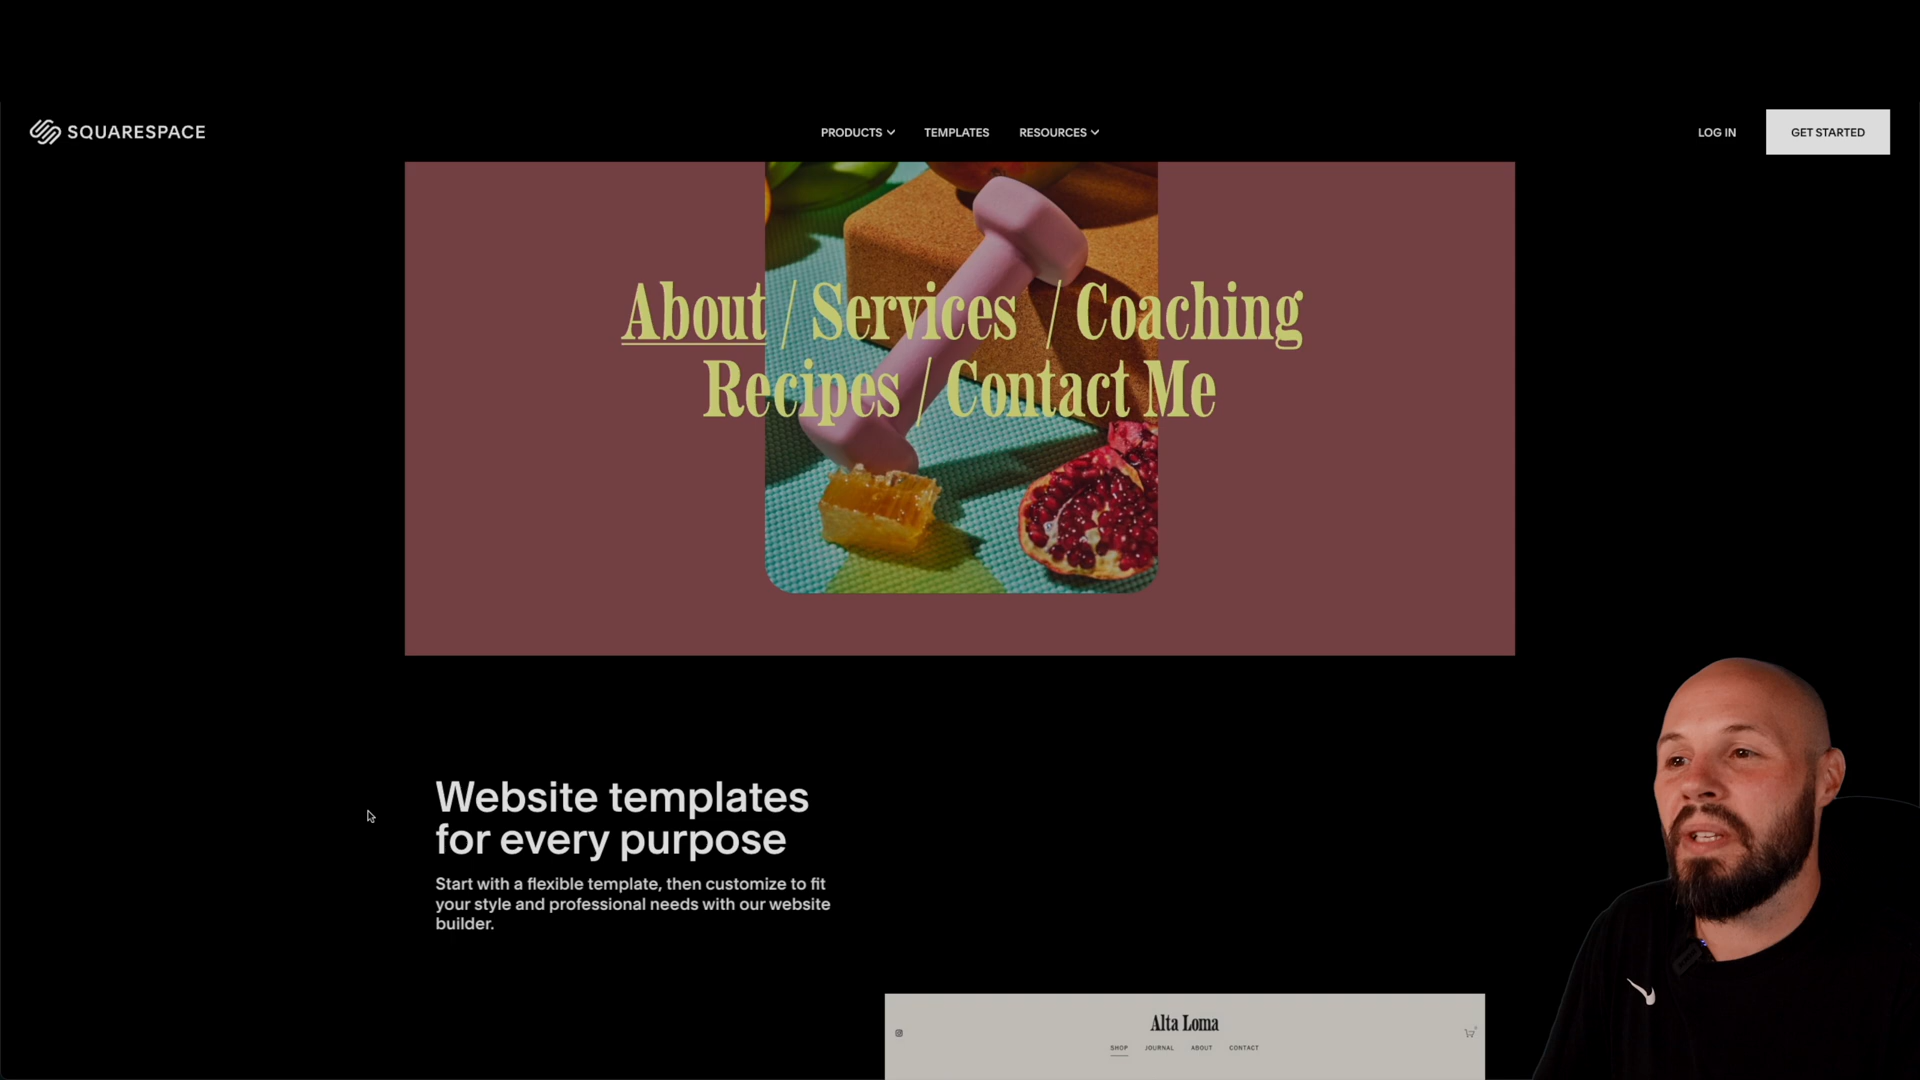 SQUARESPACE
PRODUCTS
TEMPLATES
RESOURCES
LOG IN
GET STARTED
About / Services / Coaching
Recipes / Contact Me
Website templates
for every purpose
Start with a flexible template, then customize to fit
your style and professional needs with our website
builder.
Alta Loma
SHOP
JOURNAL
ABOUT
CONTACT